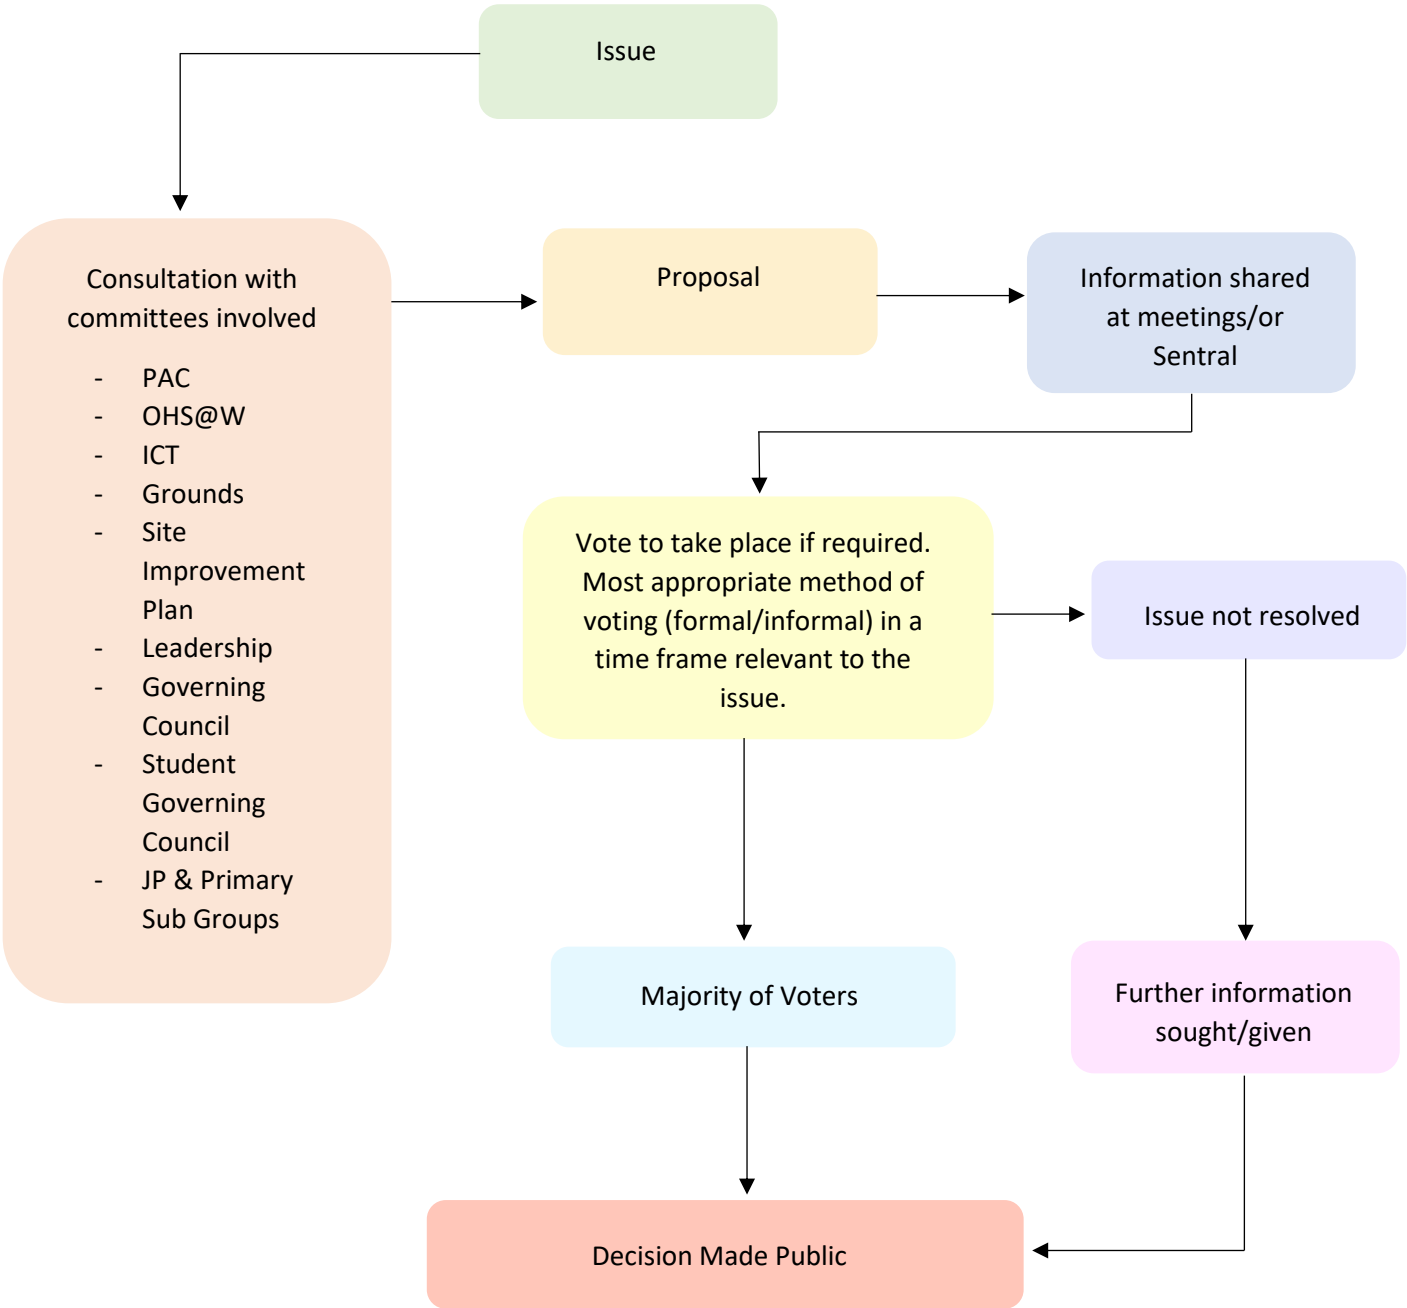 Issue
Consultation with
committees involved
- PAC
- OHS@W
- ICT
- Grounds
- Site
Improvement
Plan
- Leadership
- Governing
Council
- Student
Governing
Council
- JP & Primary
Sub Groups
Proposal
Information shared
at meetings/or
Sentral
Vote to take place if required.
Most appropriate method of
voting (formal/informal) in a
time frame relevant to the
issue.
Issue not resolved
Majority of Voters
Further information
sought/given
Decision Made Public